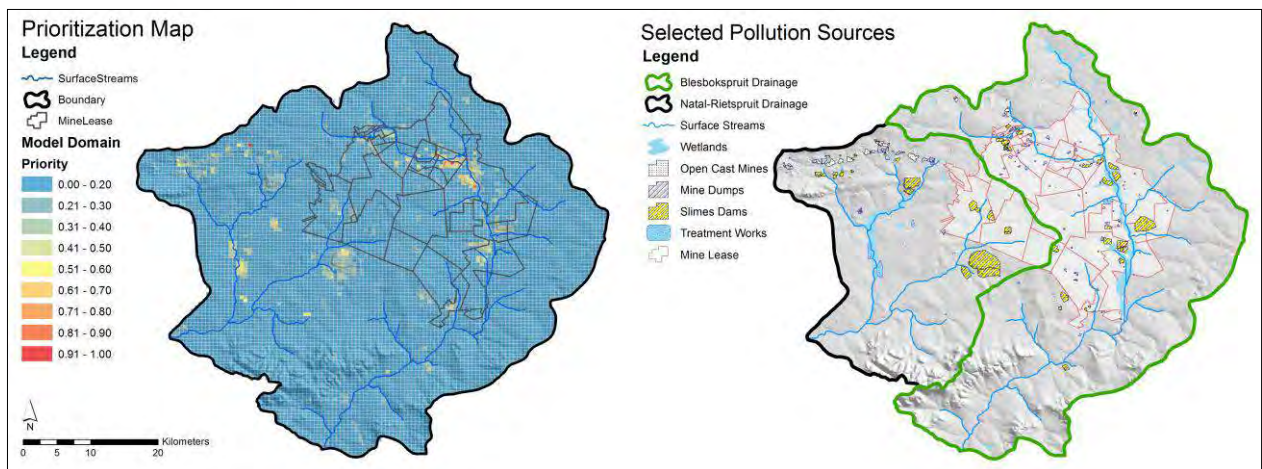 Prioritization Map
Legend
SurfaceStreams
Boundary
MineLease
Model Domain
Priority
0.00 - 0.20
0.21 - 0.30
0.31 - 0.40
0.41 - 0.50
0.51 - 0.60
0.61 - 0.70
0.71 - 0.80
0.81 - 0.90
0.91 - 1.00
N
Kilometers
0 5 10 20
Selected Pollution Sources
Legend
Blesbokspruit Drainage
Natal-Rietspruit Drainage
Surface Streams
Wetlands
Open Cast Mines
Mine Dumps
Slimes Dams
Treatment Works
Mine Lease